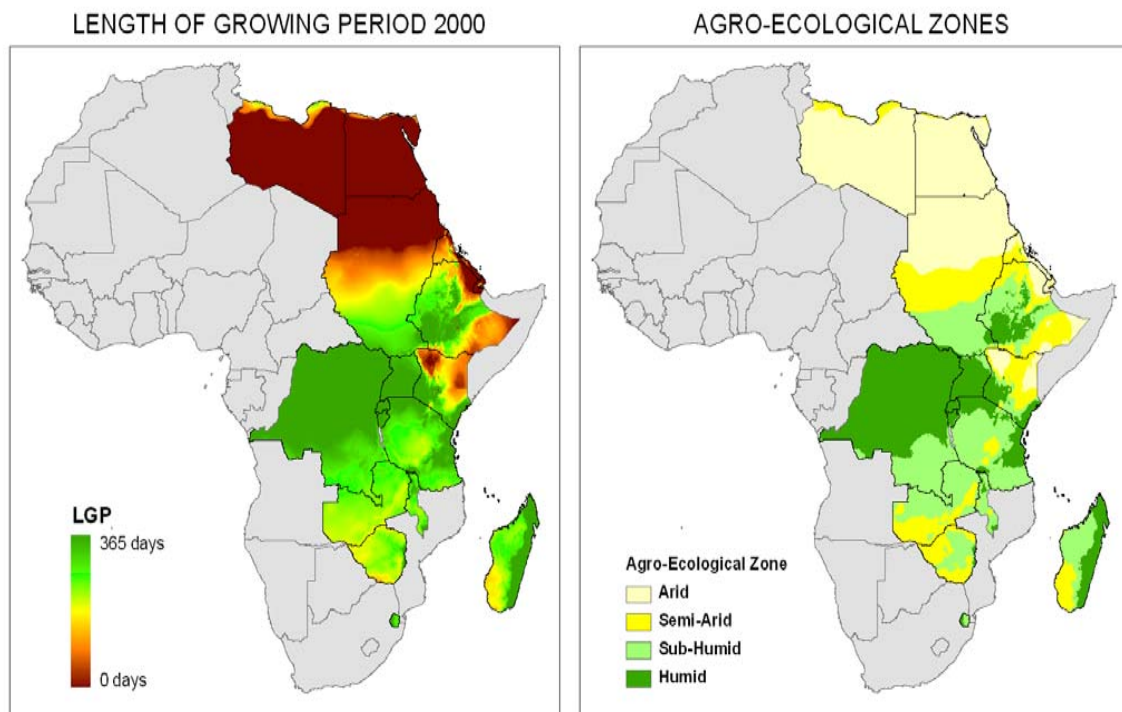 LENGTH OF GROWING PERIOD 2000
LGP
365 days
0 days
AGRO-ECOLOGICAL ZONES
Agro-Ecological Zone
Arid
Semi-Arid
Sub-Humid
Humid